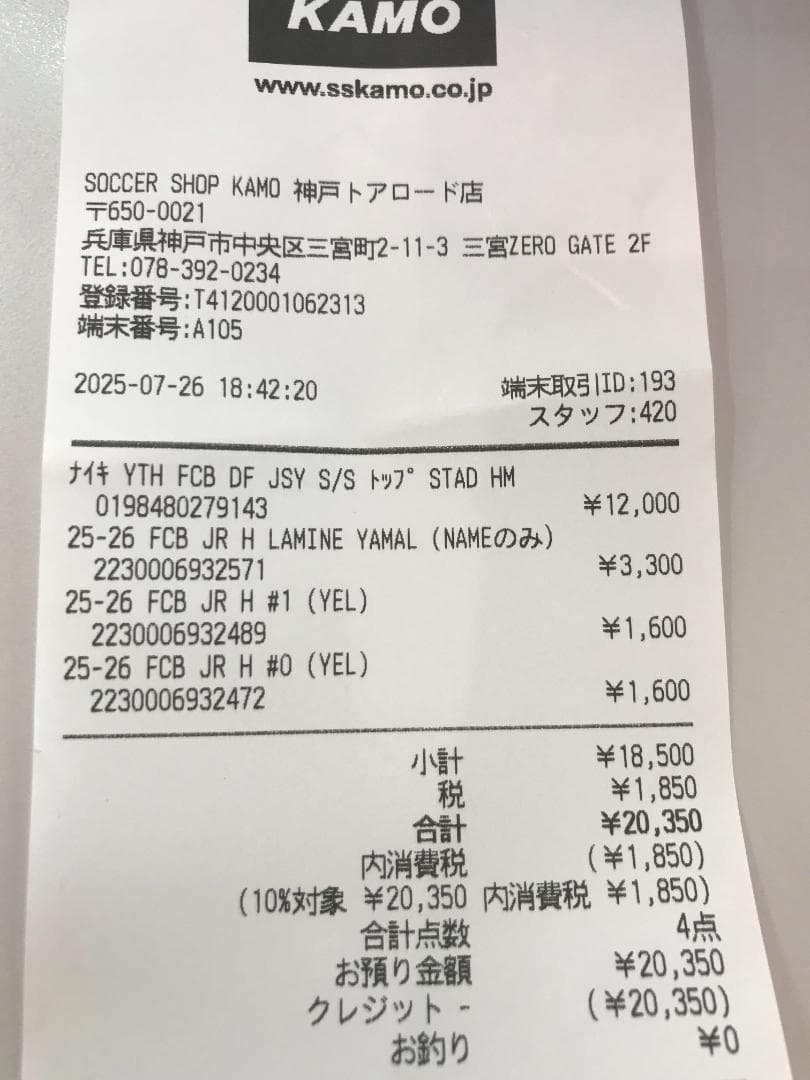 KAMO
www.sskamo.co.jp
SOCCER SHOP KAMO 神戸トアロード店
〒650-0021
兵庫県神戸市中央区三宮町2-11-3 三宮ZERO GATE 2F
TEL:078-392-0234
登録番号:T4120001062313
端末番号:A105
2025-07-26 18:42:20 端末取引ID:193
スタッフ:420
ナイキ YTH FCB DF JSY S/S トップ STAD HM
0198480279143 ¥12,000
25-26 FCB JR H LAMINE YAMAL (NAMEのみ)
2230006932571 ¥3,300
25-26 FCB JR H #1 (YEL)
2230006932489 ¥1,600
25-26 FCB JR H #0 (YEL)
2230006932472 ¥1,600
小計 ¥18,500
税 ¥1,850
合計 ¥20,350
内消費税 (¥1,850)
(10%対象 ¥20,350 内消費税 ¥1,850)
合計点数 4点
お預り金額 ¥20,350
クレジット - (¥20,350)
お釣り ¥0